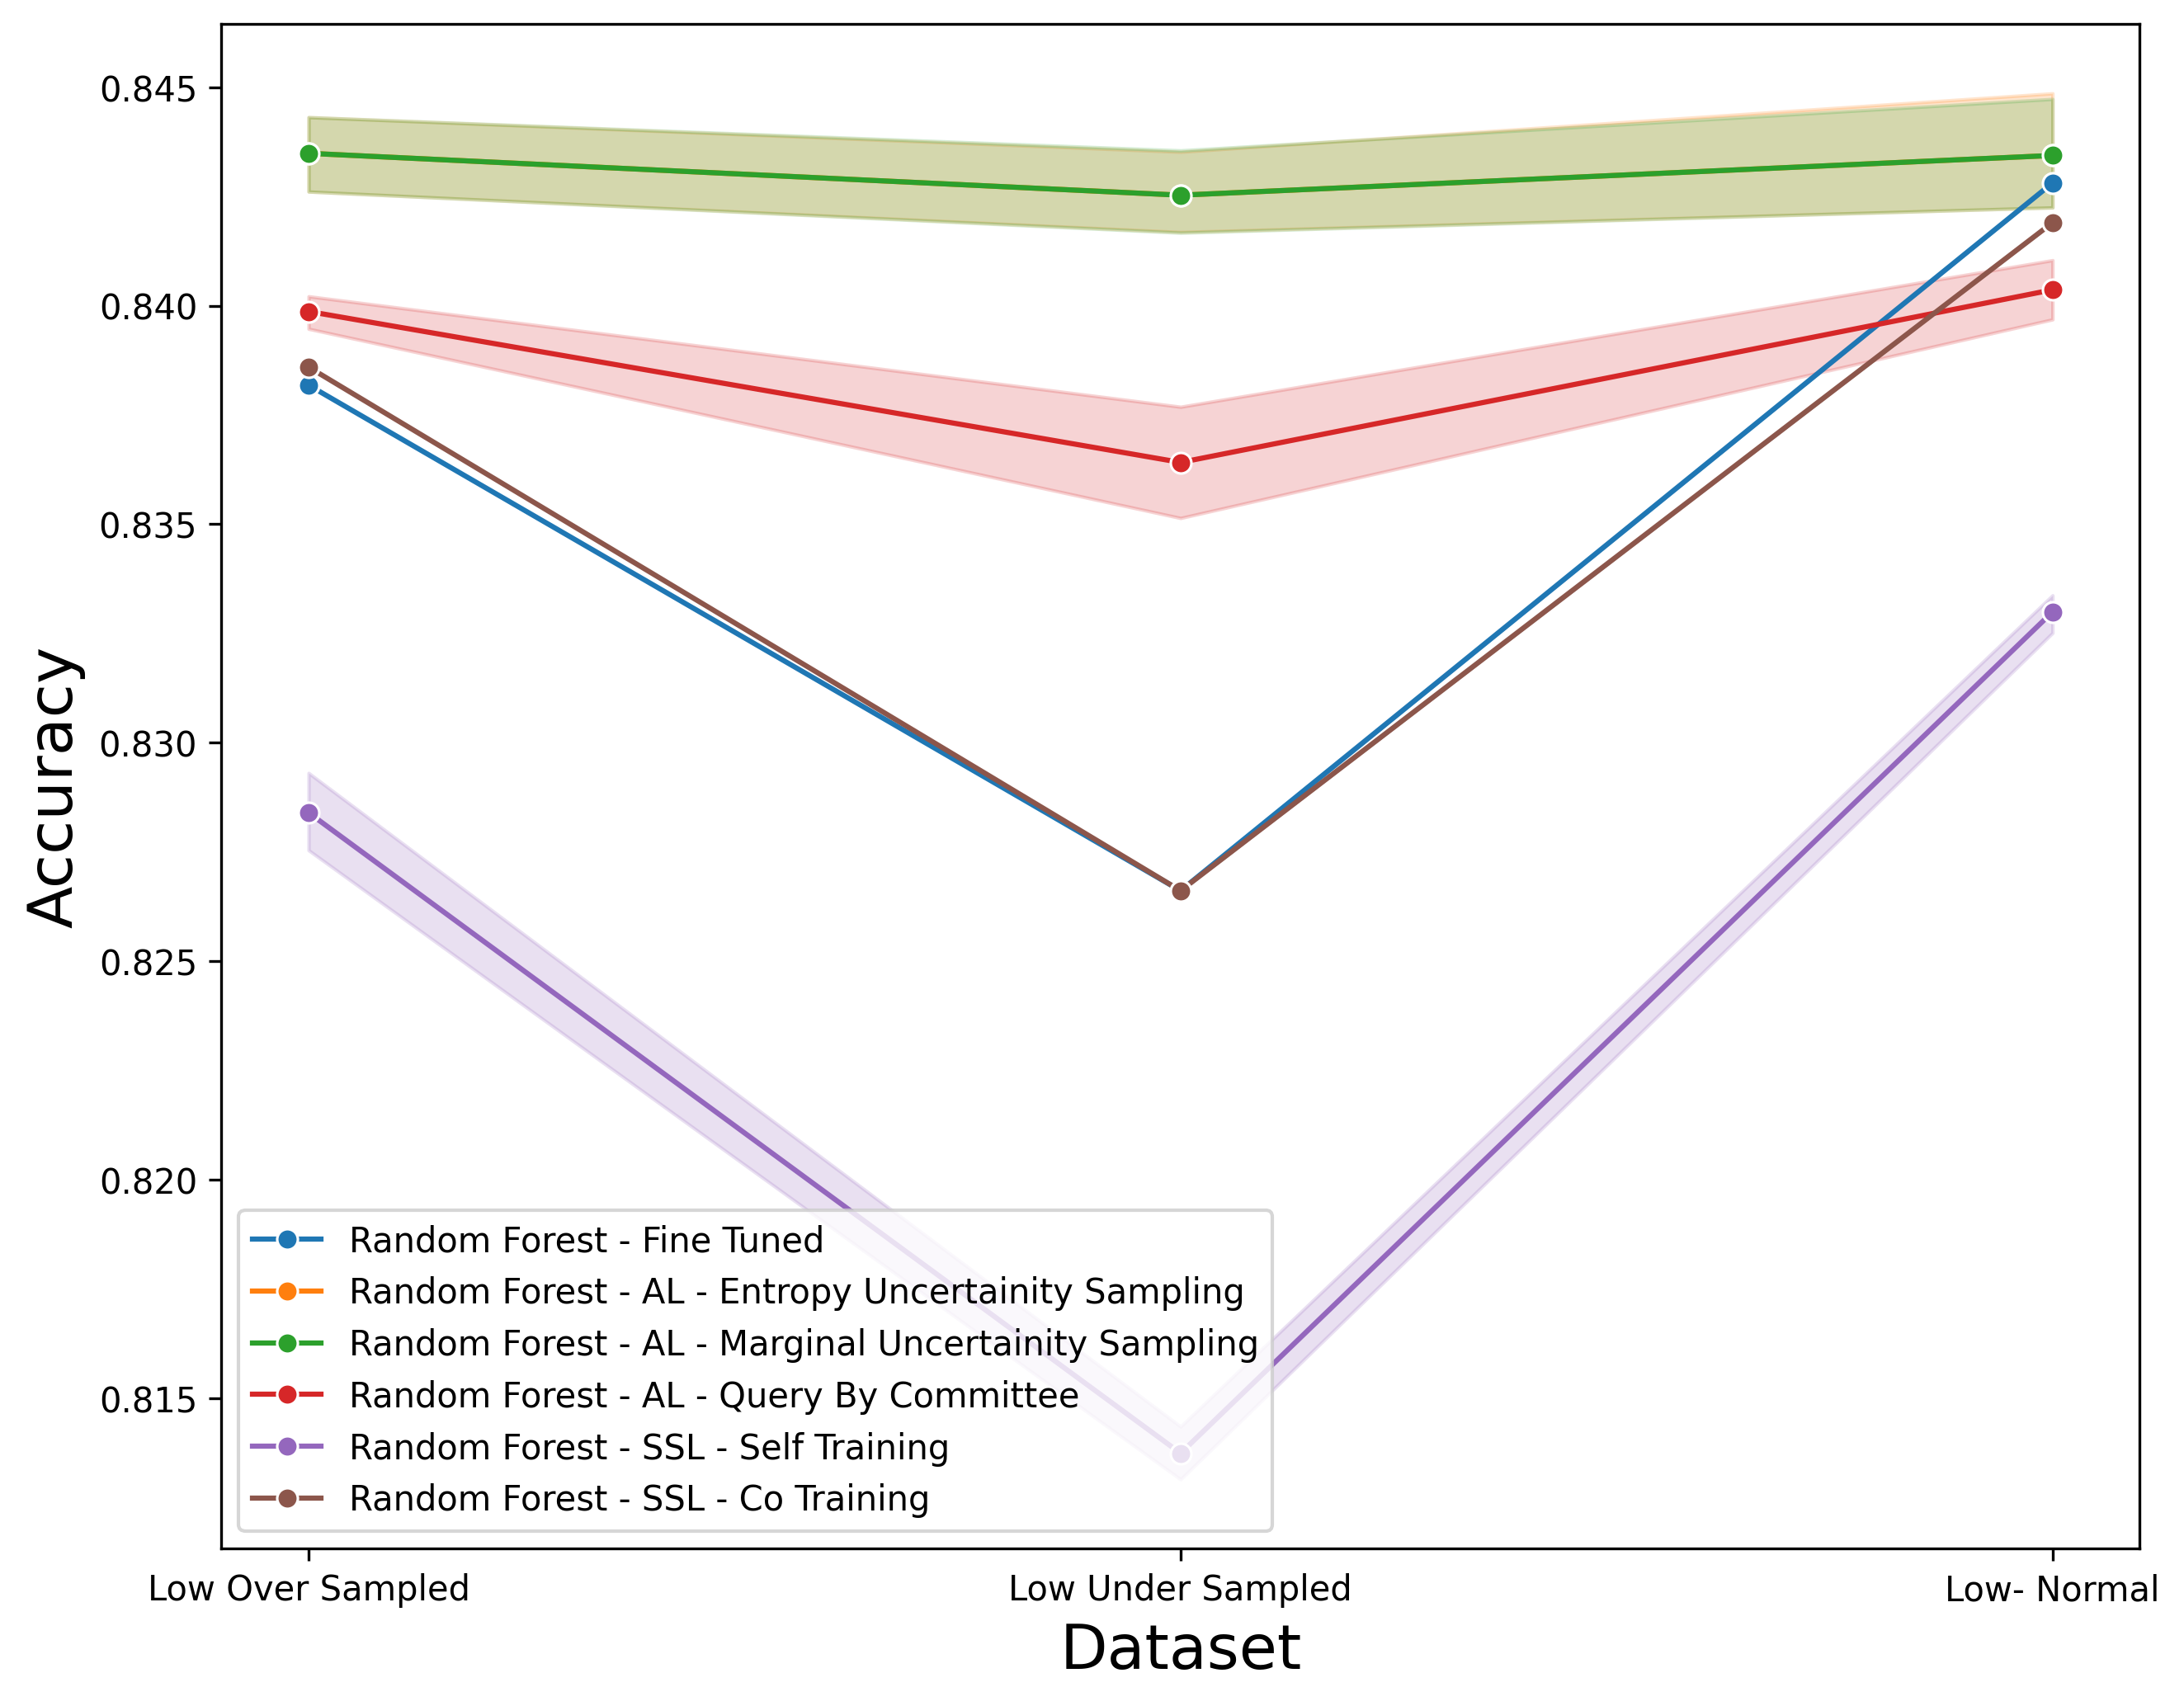 0.845
0.840
0.835
0.830
0.825
0.820
0.815
Accuracy
Random Forest - Fine Tuned
Random Forest - AL - Entropy Uncertainity Sampling
Random Forest - AL - Marginal Uncertainity Sampling
Random Forest - AL - Query By Committee
Random Forest - SSL - Self Training
Random Forest - SSL - Co Training
Low Over Sampled
Low Under Sampled
Low- Normal
Dataset